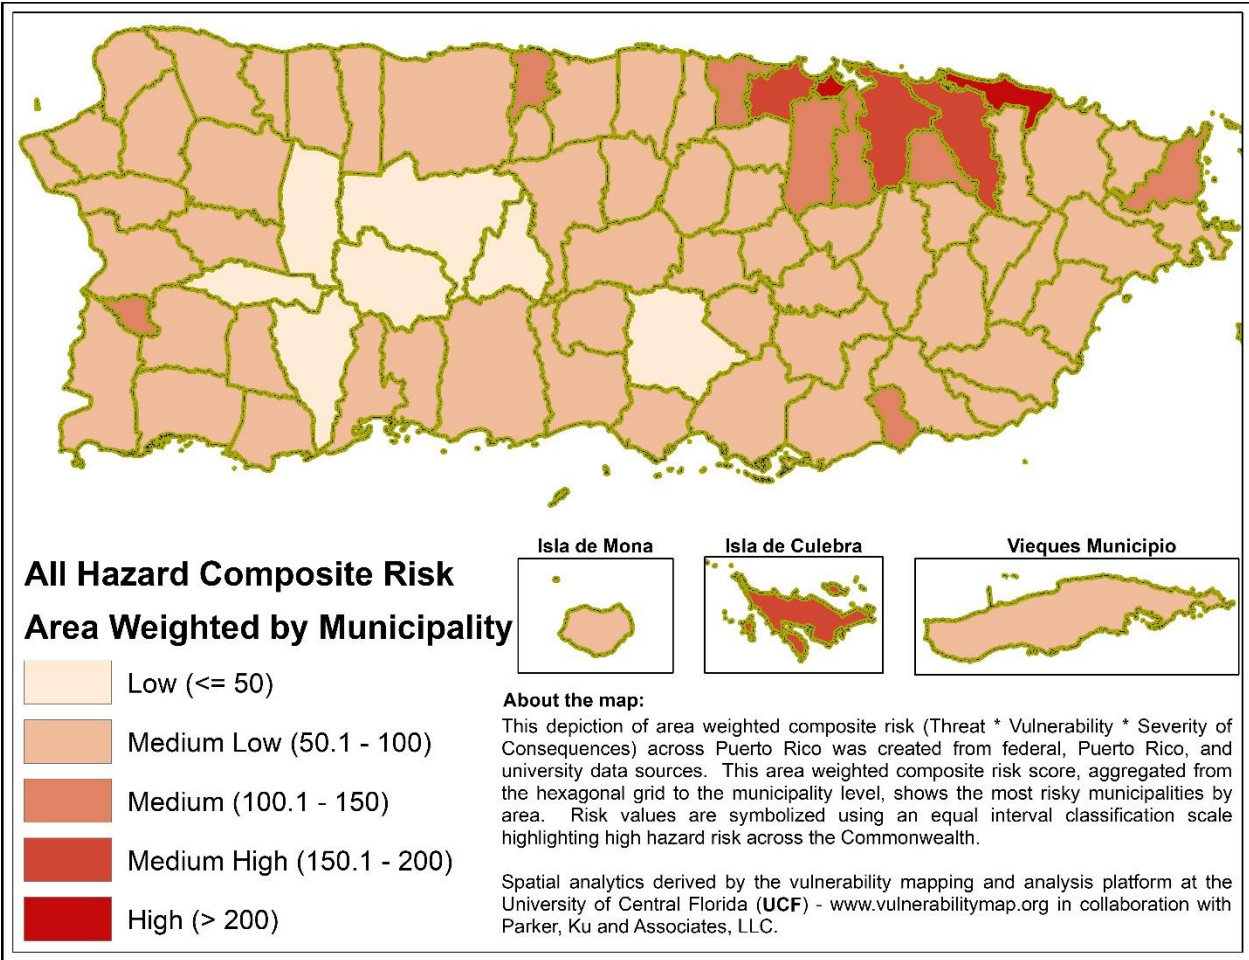 Isla de Mona
Isla de Culebra
Vieques Municipio
All Hazard Composite Risk
Area Weighted by Municipality
Low (<= 50)
Medium Low (50.1 - 100)
Medium (100.1 - 150)
Medium High (150.1 - 200)
High (> 200)
About the map:
This depiction of area weighted composite risk (Threat * Vulnerability * Severity of
Consequences) across Puerto Rico was created from federal, Puerto Rico, and
university data sources. This area weighted composite risk score, aggregated from
the hexagonal grid to the municipality level, shows the most risky municipalities by
area. Risk values are symbolized using an equal interval classification scale
highlighting high hazard risk across the Commonwealth.
Spatial analytics derived by the vulnerability mapping and analysis platform at the
University of Central Florida (UCF) - www.vulnerabilitymap.org in collaboration with
Parker, Ku and Associates, LLC.